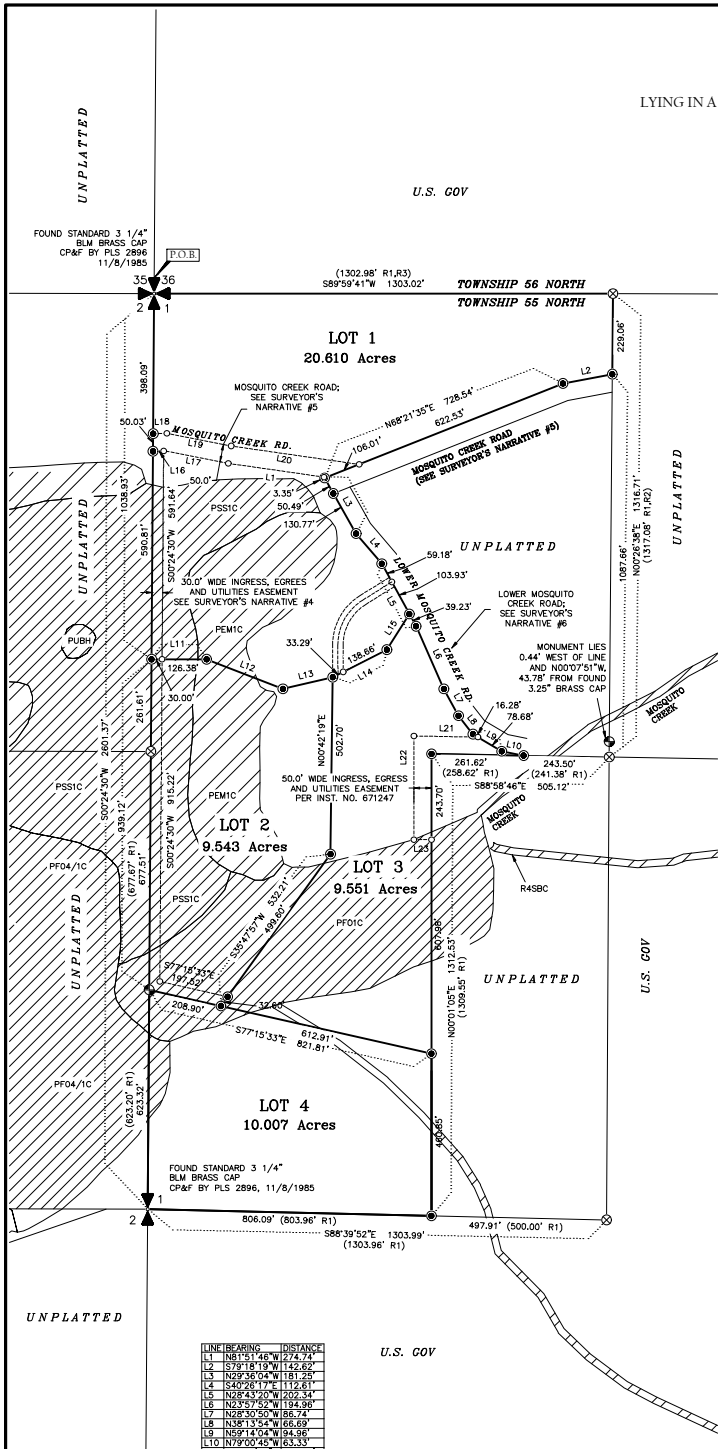 LYING IN A
UNPLATTED
U.S. GOV
FOUND STANDARD 3 1/4"
BLM BRASS CAP
CP&F BY PLS 2896
11/8/1985
P.O.B.
35 36
2 1
(1302.98' R1,R3)
S89°59'41"W 1303.02'
TOWNSHIP 56 NORTH
TOWNSHIP 55 NORTH
LOT 1
20.610 Acres
229.06'
398.09'
MOSQUITO CREEK ROAD;
SEE SURVEYOR'S
NARRATIVE #5
N68°21'35"E 728.54'
622.53'
L2
50.03'
L18
MOSQUITO CREEK RD.
L19
L20
L17
L16
50.0'
L1
106.01'
MOSQUITO CREEK ROAD
(SEE SURVEYOR'S NARRATIVE #5)
3.35'
50.49'
130.77'
L3
PSS1C
1038.93'
590.81'
591.64'
S00°24'30"W
UNPLATTED
UNPLATTED
UNPLATTED
N00°26'38"E 1316.71'
(1317.08' R1,R2)
1087.66'
L4
59.18'
103.93'
LOWER MOSQUITO CREEK RD.
L5
30.0' WIDE INGRESS, EGREES
AND UTILITIES EASEMENT
SEE SURVEYOR'S NARRATIVE #4
LOWER MOSQUITO
CREEK ROAD;
SEE SURVEYOR'S
NARRATIVE #6
39.23'
PUBH
PEM1C
L11
126.38'
30.00'
L12
L13
33.29'
138.66'
L14
L15
L6
L7
L8
L9
L10
16.28'
78.68'
MONUMENT LIES
0.44' WEST OF LINE
AND N00°07'51"W,
43.78' FROM FOUND
3.25" BRASS CAP
MOSQUITO
CREEK
261.61'
S00°24'30"W 2601.37'
N00°42'19"E
502.70'
L21
L22
261.62'
(258.62' R1)
243.50'
(241.38' R1)
S88°58'46"E 505.12'
50.0' WIDE INGRESS, EGRESS
AND UTILITIES EASEMENT
PER INST. NO. 671247
243.70'
MOSQUITO
CREEK
PSS1C
PEM1C
S00°24'30"W 915.22'
939.12'
(677.67' R1)
677.51'
LOT 2
9.543 Acres
LOT 3
9.551 Acres
L23
R4SBC
PF04/1C
PSS1C
PF01C
S35°47'57"W 532.21'
499.60'
607.98'
N00°01'05"E 1312.53'
(1309.55' R1)
UNPLATTED
UNPLATTED
U.S. GOV
S77°15'33"E
197.52'
208.90'
32.60'
612.91'
S77°15'33"E 821.81'
PF04/1C
(623.20' R1)
623.32'
LOT 4
10.007 Acres
FOUND STANDARD 3 1/4"
BLM BRASS CAP
CP&F BY PLS 2896, 11/8/1985
1
2
806.09' (803.96' R1)
497.91' (500.00' R1)
S88°39'52"E 1303.99'
(1303.96' R1)
UNPLATTED
U.S. GOV
LINE BEARING DISTANCE
L1 N81°51'46"W 274.74'
L2 S79°18'19"W 142.62'
L3 N29°36'04"W 181.25'
L4 S40°26'17"E 112.61'
L5 N28°43'20"W 202.34'
L6 N23°57'52"W 194.96'
L7 N28°30'50"W 86.74'
L8 N38°13'54"W 66.69'
L9 N59°14'04"W 94.96'
L10 N79°00'45"W 63.33'